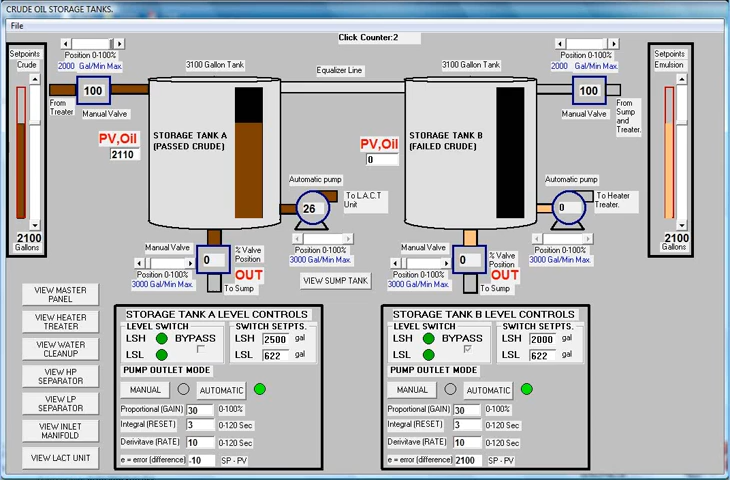 CRUDE OIL STORAGE TANKS.
File
Click Counter:2
Setpoints
Crude
2100
Gallons
Position 0-100%
2000 Gal/Min Max.
100
From
Treater
Manual Valve
3100 Gallon Tank
Equalizer Line
3100 Gallon Tank
Position 0-100%
2000 Gal/Min Max.
100
Manual Valve
From
Sump
and
Treater.
Setpoints
Emulsion
2100
Gallons
PV,Oil
2110
STORAGE TANK A
(PASSED CRUDE)
PV,Oil
0
STORAGE TANK B
(FAILED CRUDE)
Automatic pump
26
To L.A.C.T
Unit
Position 0-100%
3000 Gal/Min Max.
Automatic pump
0
To Heater
Treater.
Position 0-100%
3000 Gal/Min Max.
Manual Valve
0
% Valve
Position
OUT
Position 0-100%
3000 Gal/Min Max.
To Sump
VIEW SUMP TANK
Manual Valve
0
% Valve
Position
OUT
Position 0-100%
3000 Gal/Min Max.
To Sump
VIEW MASTER
PANEL
VIEW HEATER
TREATER
VIEW WATER
CLEANUP
VIEW HP
SEPARATOR
VIEW LP
SEPARATOR
VIEW INLET
MANIFOLD
VIEW LACT UNIT
STORAGE TANK A LEVEL CONTROLS
LEVEL SWITCH
LSH BYPASS
LSL
SWITCH SETPTS.
LSH 2500 gal
LSL 622 gal
PUMP OUTLET MODE
MANUAL AUTOMATIC
Proportional (GAIN) 30 0-100%
Integral (RESET) 3 0-120 Sec
Derivitave (RATE) 10 0-120 Sec
e = error (difference) -10 SP - PV
STORAGE TANK B LEVEL CONTROLS
LEVEL SWITCH
LSH BYPASS
LSL
SWITCH SETPTS.
LSH 2000 gal
LSL 622 gal
PUMP OUTLET MODE
MANUAL AUTOMATIC
Proportional (GAIN) 30 0-100%
Integral (RESET) 3 0-120 Sec
Derivitave (RATE) 10 0-120 Sec
e = error (difference) 2100 SP - PV